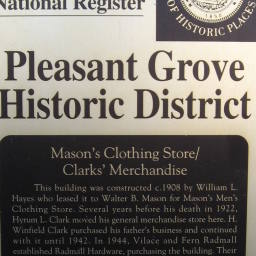 National Register
OF HISTORIC PLACES
Pleasant Grove
Historic District
Mason's Clothing Store/
Clarks' Merchandise
This building was constructed c.1908 by William L.
Hayes who leased it to Walter B. Mason for Mason's Men's
Clothing Store. Several years before his death in 1922,
Hyrum L. Clark moved his general merchandise store here. H.
Winfield Clark purchased his father's business and continued
with it until 1942. In 1944, Vilace and Fern Radmall
established Radmall Hardware, purchasing the building. Their